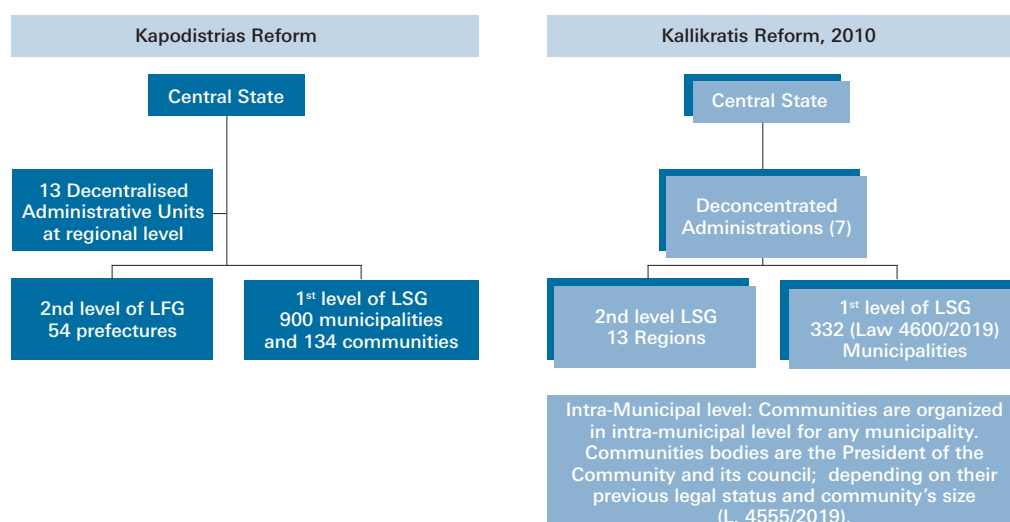 Kapodistrias Reform
Central State
13 Decentralised
Administrative Units
at regional level
2nd level of LFG
54 prefectures
1st level of LSG
900 municipalities
and 134 communities
Kallikratis Reform, 2010
Central State
Deconcentrated
Administrations (7)
2nd level LSG
13 Regions
1st level of LSG
332 (Law 4600/2019)
Municipalities
Intra-Municipal level: Communities are organized
in intra-municipal level for any municipality.
Communities bodies are the President of the
Community and its council; depending on their
previous legal status and community's size
(L. 4555/2019).